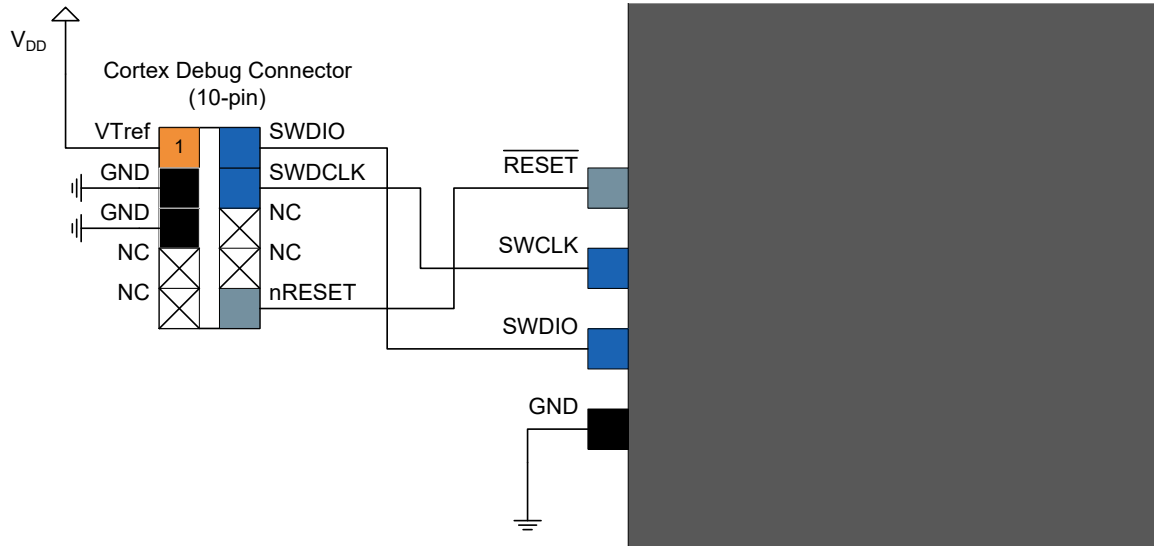 V_DD
Cortex Debug Connector
(10-pin)
VTref
1
SWDIO
GND
SWDCLK
GND
NC
NC
NC
NC
nRESET
RESET
SWCLK
SWDIO
GND